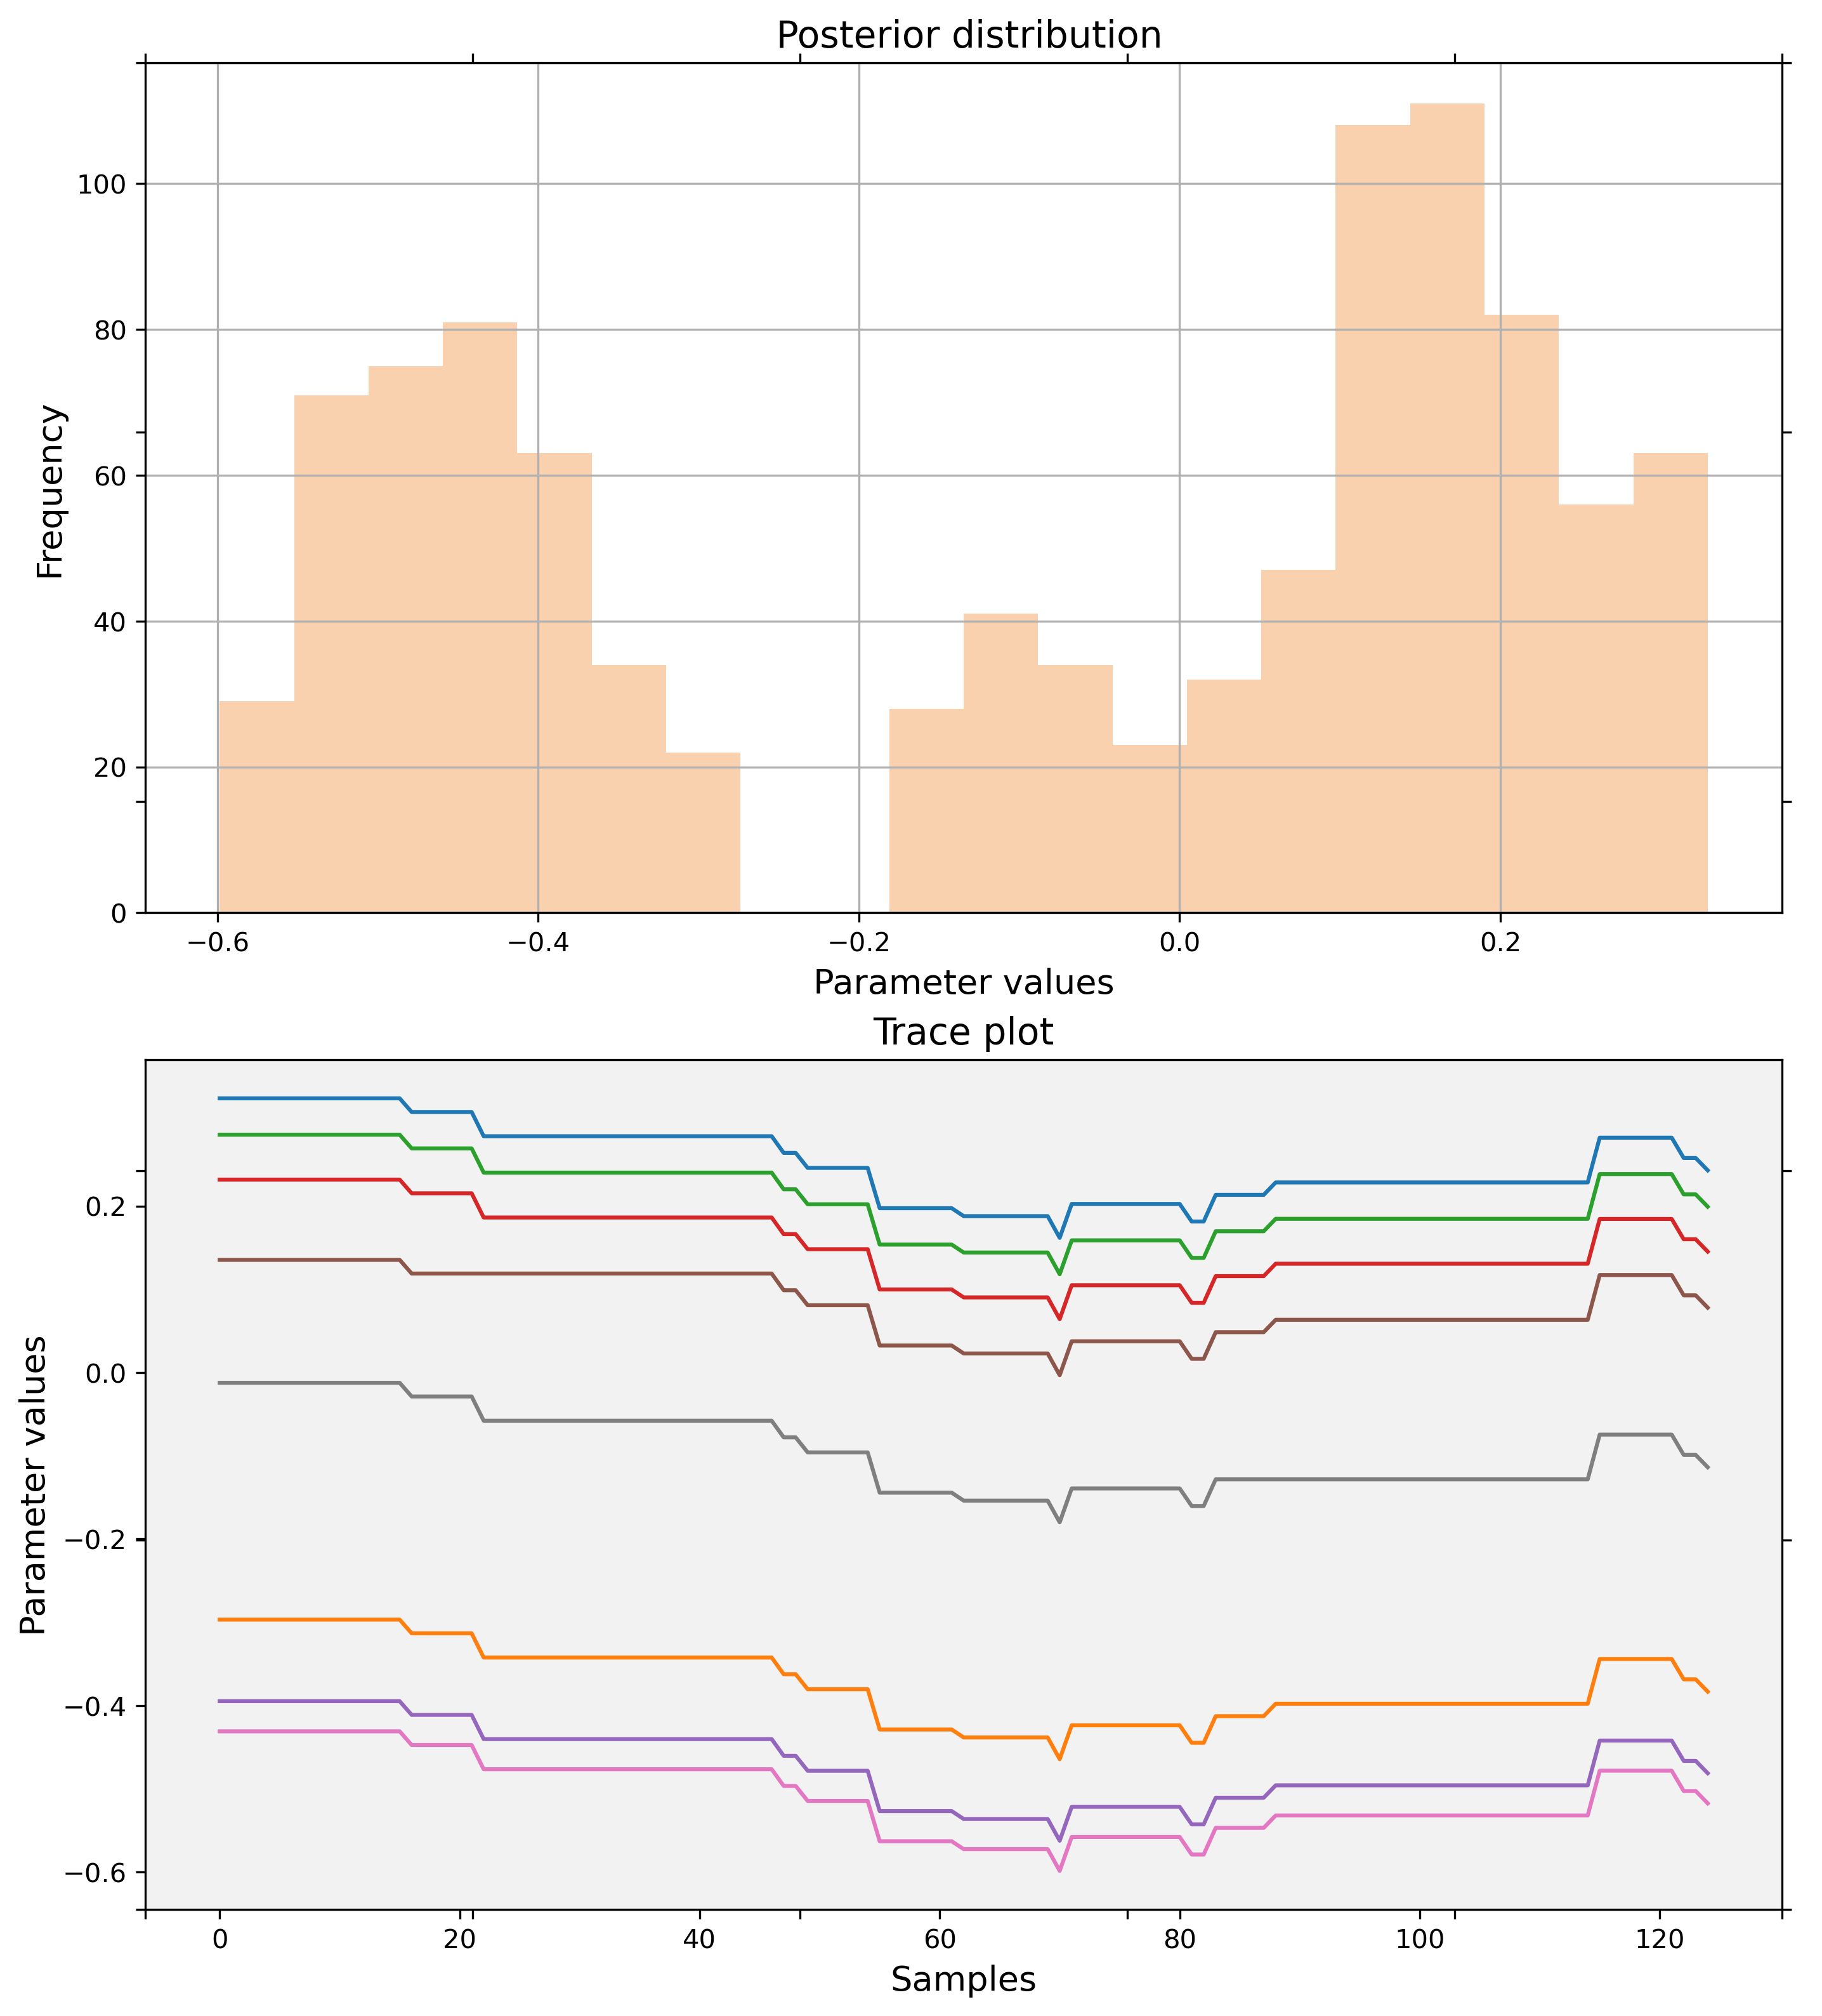 Posterior distribution
100
80
60
40
20
0
Frequency
−0.6 −0.4 −0.2 0.0 0.2
Parameter values
Trace plot
0.2
0.0
−0.2
−0.4
−0.6
Parameter values
0 20 40 60 80 100 120
Samples